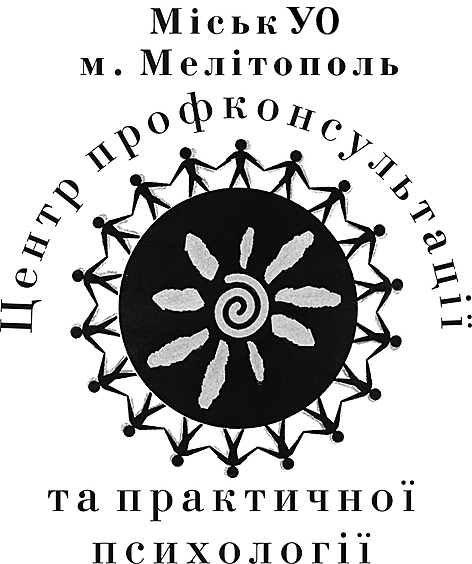 Міськ УО
м. Мелітополь
Центр профконсультації
та практичної
психології